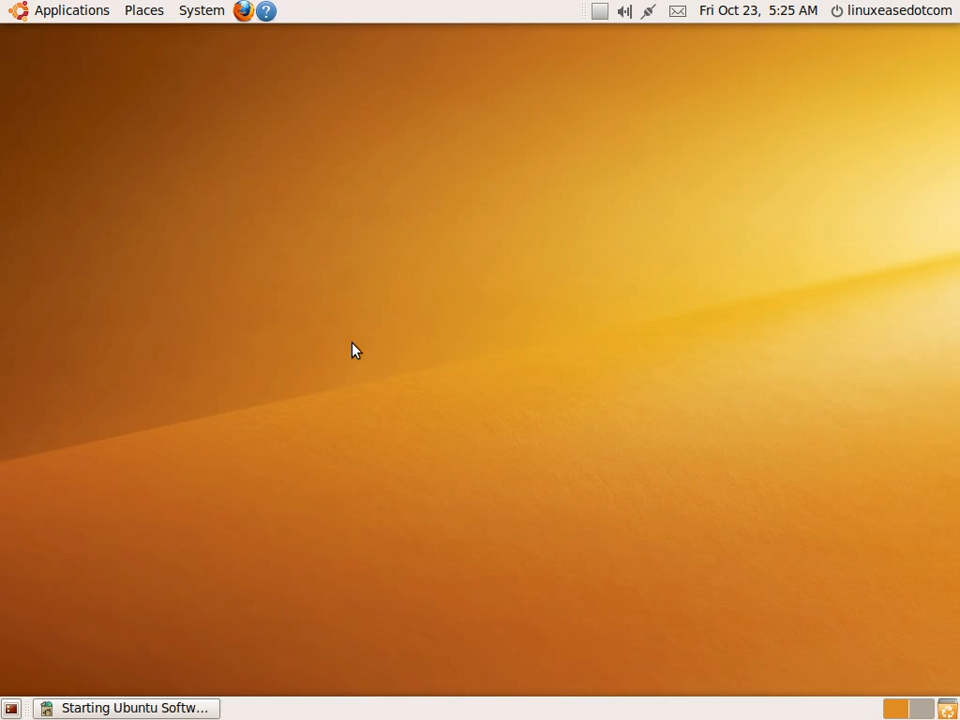 Applications Places System ? Fri Oct 23, 5:25 AM linuxeasedotcom
Starting Ubuntu Softw...